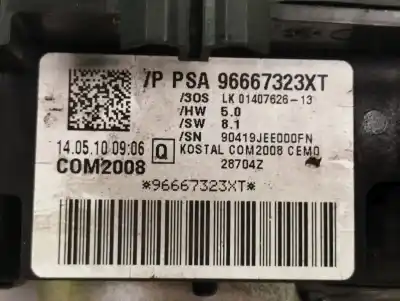 /P PSA 96667323XT
/SOS LK 01407626-13
/HW 5.0
/SW 8.1
/SN 90419JEE000FN
14.05.10 09:06 Q KOSTAL COM2008 CEMO
COM2008 28704Z
*96667323XT*